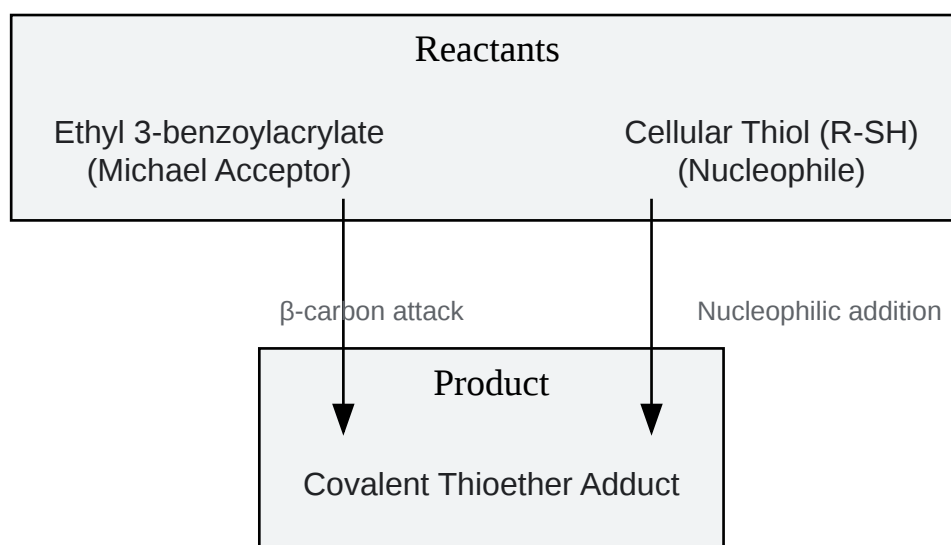 Reactants
Ethyl 3-benzoylacrylate
(Michael Acceptor)
Cellular Thiol (R-SH)
(Nucleophile)
β-carbon attack
Nucleophilic addition
Product
Covalent Thioether Adduct